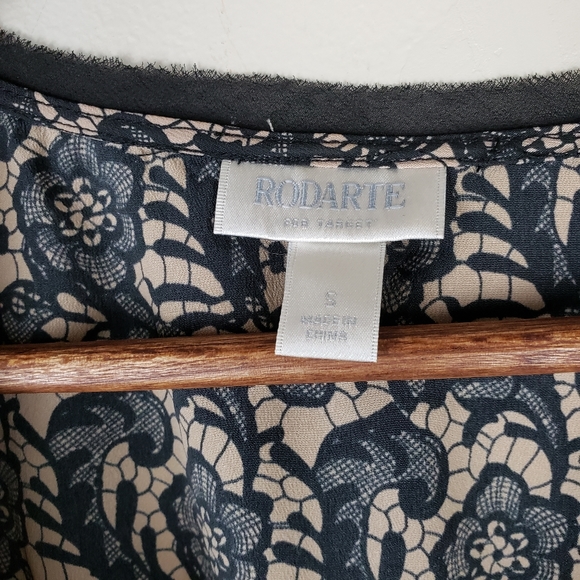 RODARTE
FOR TARGET
S
MADE IN
CHINA